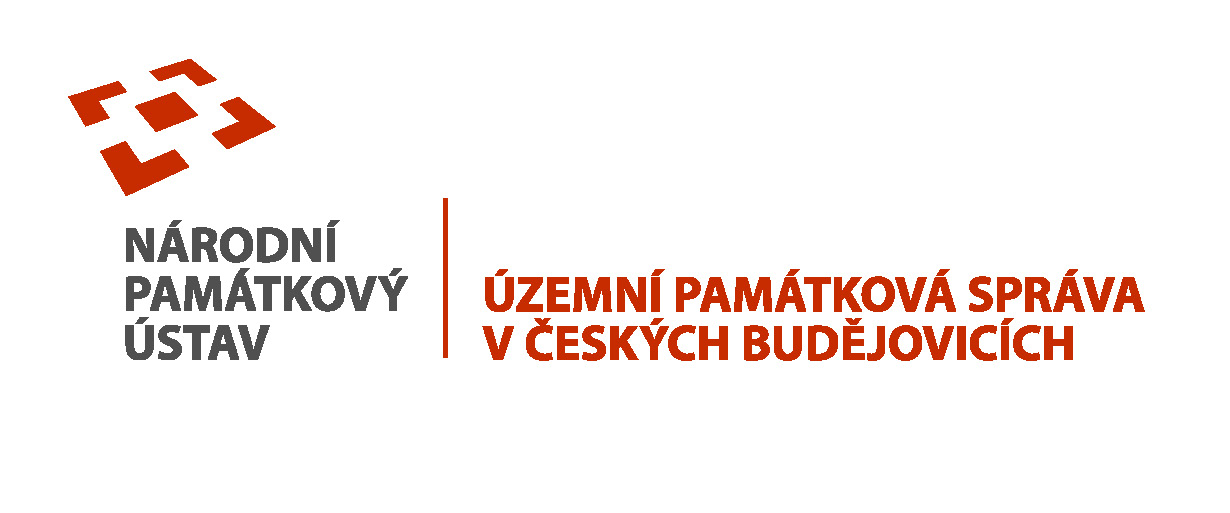 NÁRODNÍ
PAMÁTKOVÝ
ÚSTAV
ÚZEMNÍ PAMÁTKOVÁ SPRÁVA
V ČESKÝCH BUDĚJOVICÍCH